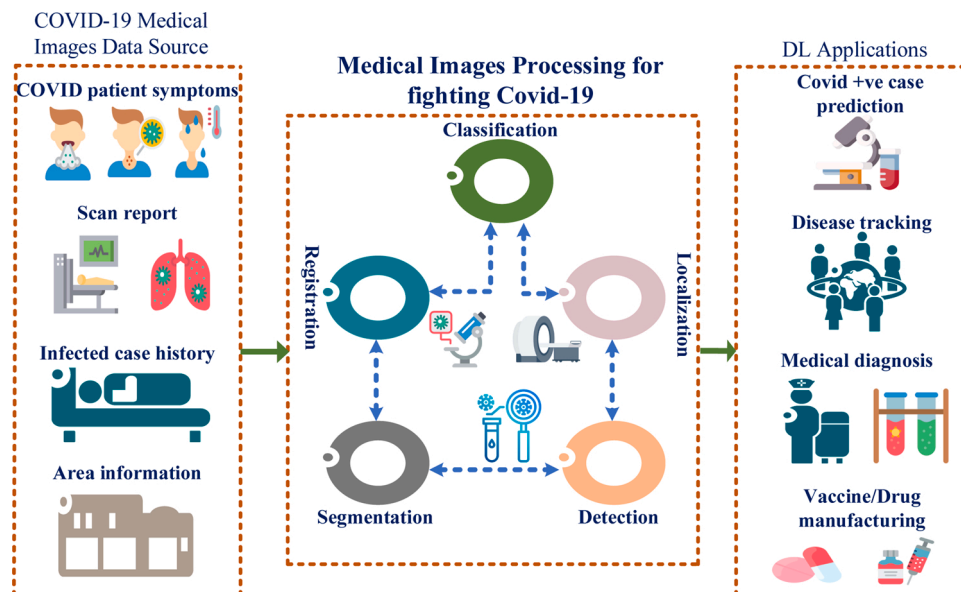 COVID-19 Medical
Images Data Source
COVID patient symptoms
Scan report
Infected case history
Area information
Medical Images Processing for
fighting Covid-19
Classification
Registration
Localization
Segmentation
Detection
DL Applications
Covid +ve case
prediction
Disease tracking
Medical diagnosis
Vaccine/Drug
manufacturing